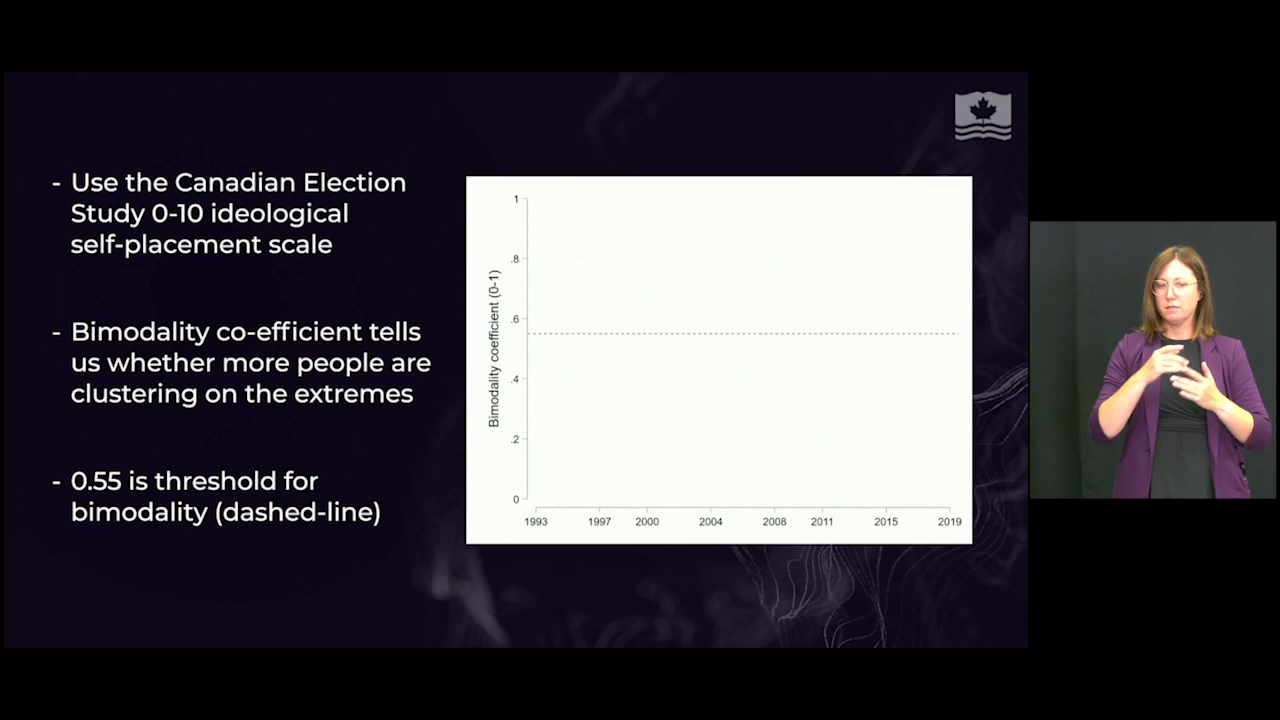 - Use the Canadian Election
Study 0-10 ideological
self-placement scale
- Bimodality co-efficient tells
us whether more people are
clustering on the extremes
- 0.55 is threshold for
bimodality (dashed-line)
Bimodality coefficient (0-1)
1
.8
.6
.4
.2
0
1993 1997 2000 2004 2008 2011 2015 2019